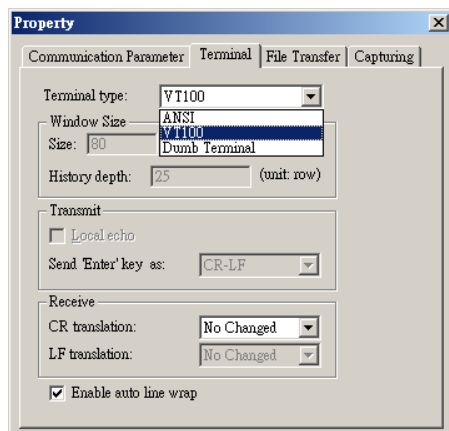 Property
Communication Parameter Terminal File Transfer Capturing
Terminal type: VT100
ANSI
VT100
Dumb Terminal
Window Size
Size: 80
History depth: 25 (unit: row)
Transmit
Local echo
Send 'Enter' key as: CR-LF
Receive
CR translation: No Changed
LF translation: No Changed
Enable auto line wrap